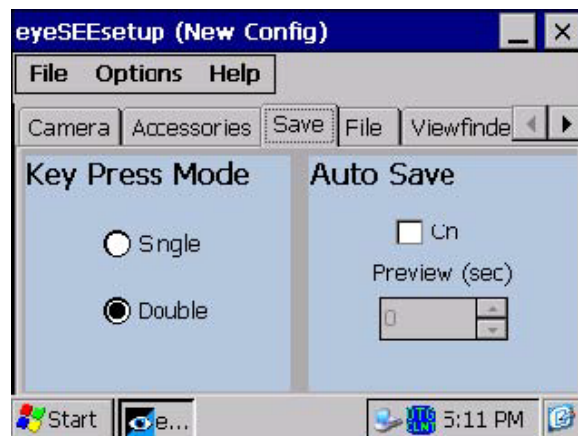 eyeSEEsetup (New Config)
File Options Help
Camera Accessories Save File Viewfinde
Key Press Mode
Single
Double
Auto Save
On
Preview (sec)
0
Start e... 5:11 PM